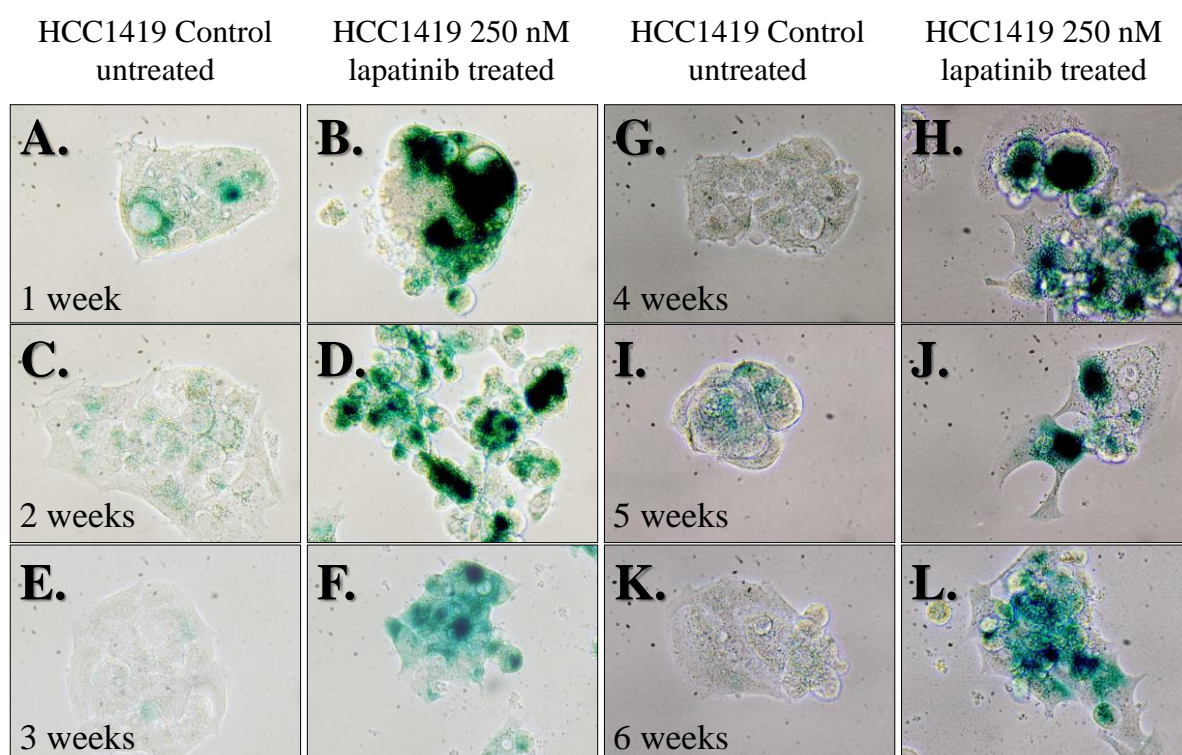 HCC1419 Control
untreated
HCC1419 250 nM
lapatinib treated
HCC1419 Control
untreated
HCC1419 250 nM
lapatinib treated
A.
1 week
B.
G.
4 weeks
H.
C.
2 weeks
D.
I.
5 weeks
J.
E.
3 weeks
F.
K.
6 weeks
L.